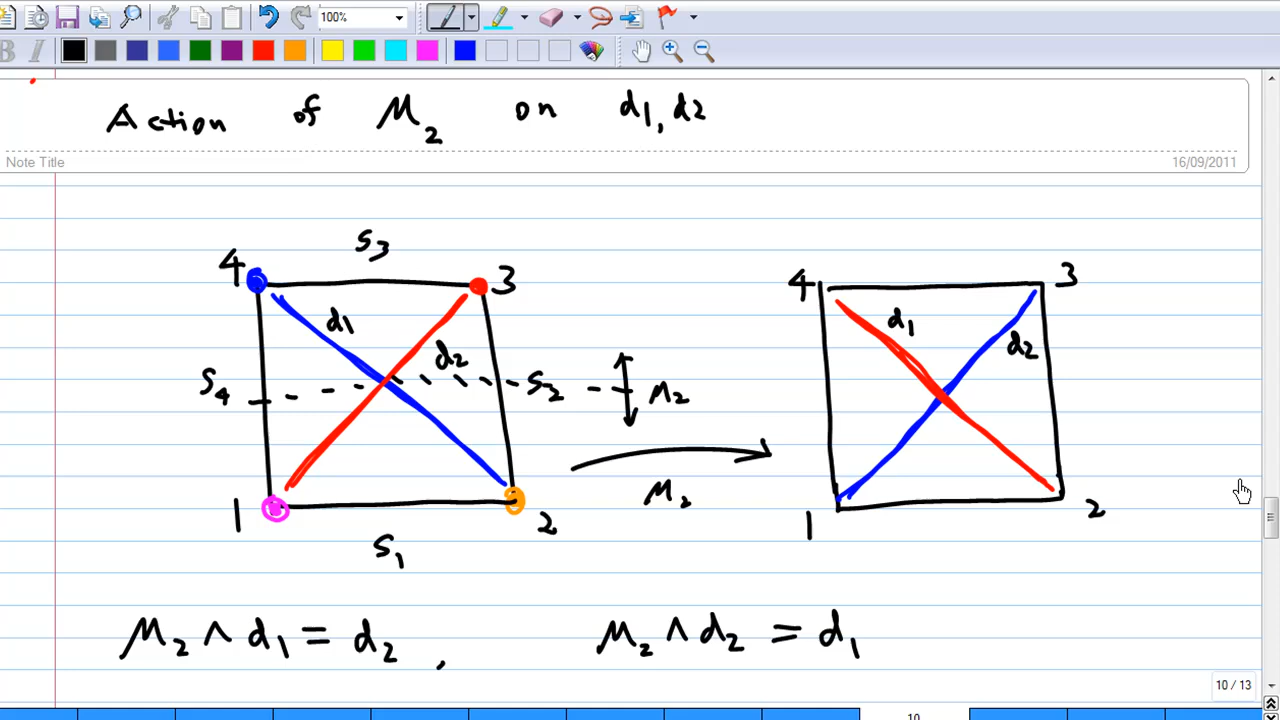 100%
B I
Action of M2 on d1, d2
Note Title
16/09/2011
S3
4 3 4 3
d1 d1
d2 d2
S4 S2 M2
M2
1 2 1 2
S1
M2 ∧ d1 = d2 , M2 ∧ d2 = d1
10 / 13
10